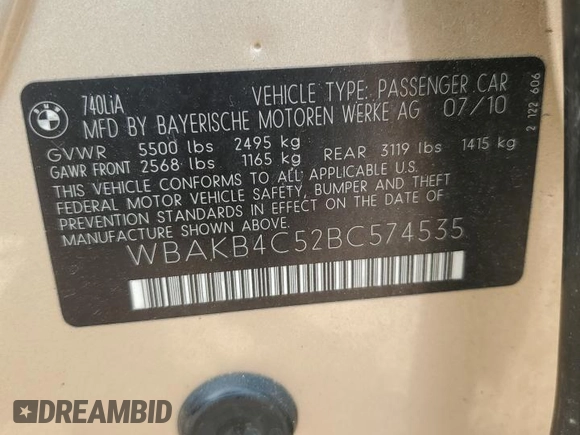 BMW
740LiA VEHICLE TYPE: PASSENGER CAR
MFD BY BAYERISCHE MOTOREN WERKE AG 07/10
GVWR 5500 lbs 2495 kg
GAWR FRONT 2568 lbs 1165 kg REAR 3119 lbs 1415 kg
THIS VEHICLE CONFORMS TO ALL APPLICABLE U.S.
FEDERAL MOTOR VEHICLE SAFETY, BUMPER AND THEFT
PREVENTION STANDARDS IN EFFECT ON THE DATE OF
MANUFACTURE SHOWN ABOVE.
WBAKB4C52BC574535
2 122 606
DREAMBID